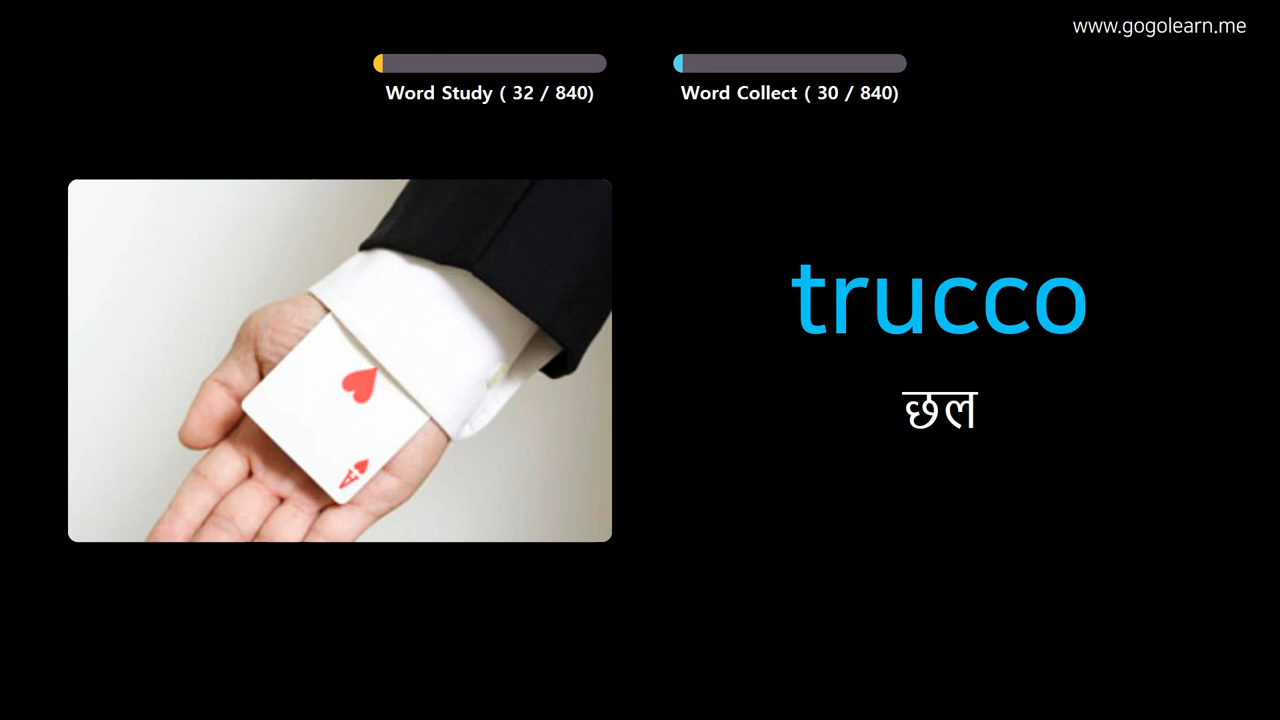 www.gogolearn.me
Word Study ( 32 / 840)
Word Collect ( 30 / 840)
trucco
छल
A